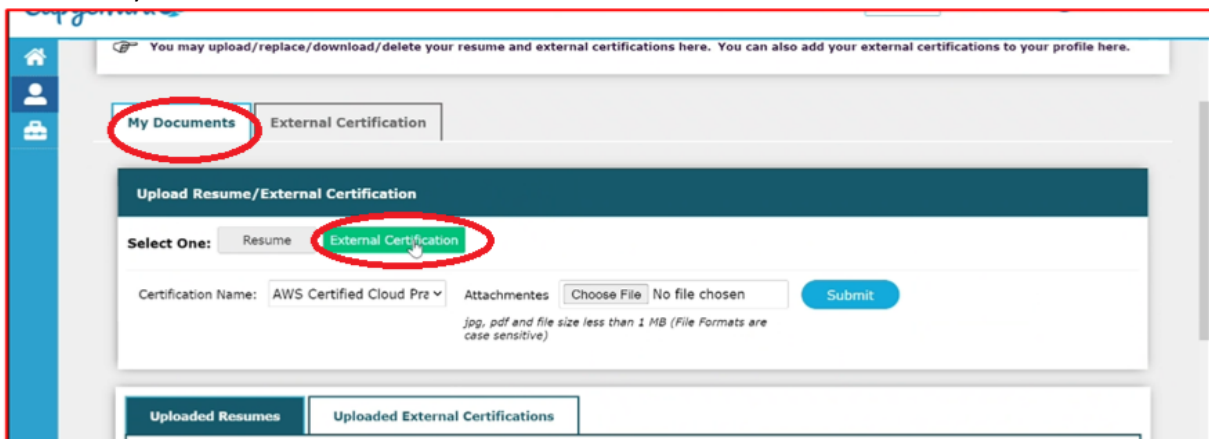 You may upload/replace/download/delete your resume and external certifications here. You can also add your external certifications to your profile here.
My Documents External Certification
Upload Resume/External Certification
Select One: Resume External Certification
Certification Name: AWS Certified Cloud Pra Attachmentes Choose File No file chosen Submit
jpg, pdf and file size less than 1 MB (File Formats are
case sensitive)
Uploaded Resumes Uploaded External Certifications